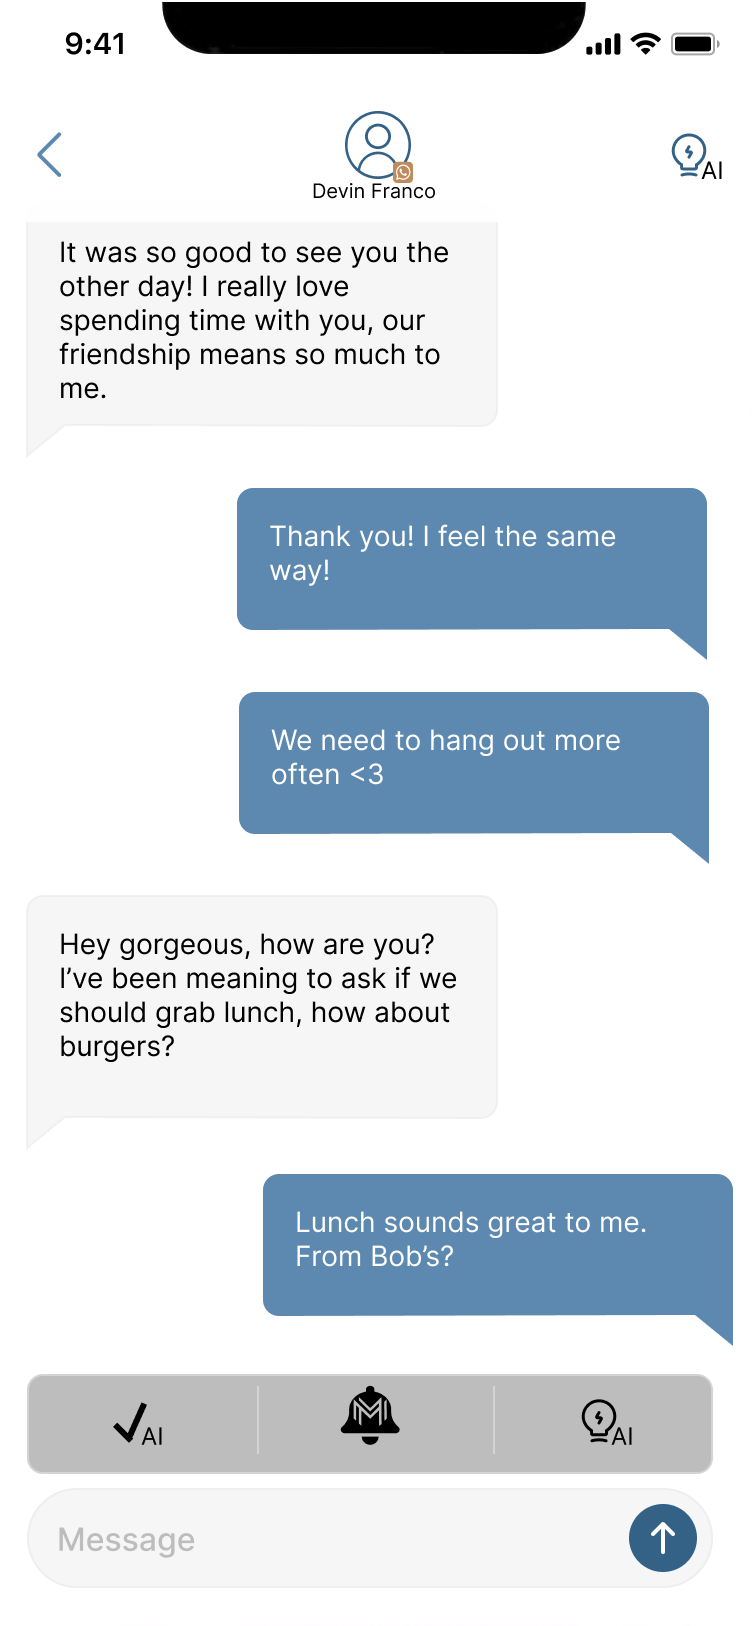 9:41
AI
Devin Franco
It was so good to see you the
other day! I really love
spending time with you, our
friendship means so much to
me.
Thank you! I feel the same
way!
We need to hang out more
often <3
Hey gorgeous, how are you?
I’ve been meaning to ask if we
should grab lunch, how about
burgers?
Lunch sounds great to me.
From Bob’s?
AI
M
AI
Message